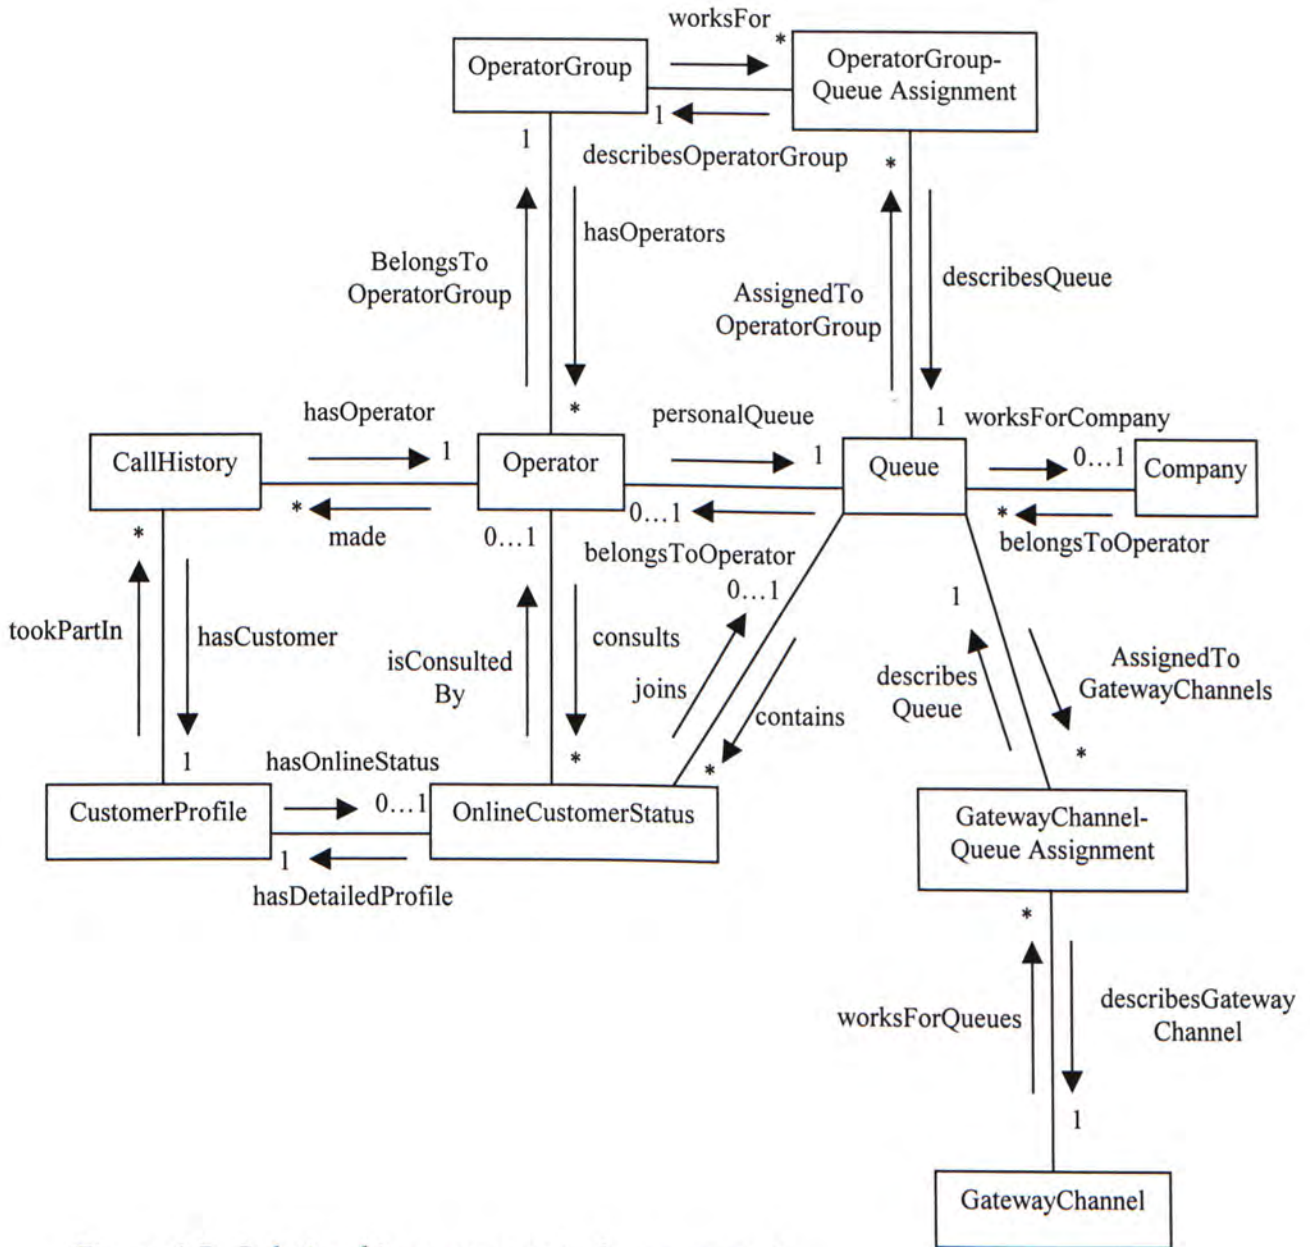 worksFor
*
OperatorGroup
OperatorGroup-
Queue Assignment
1
1
describesOperatorGroup
*
hasOperators
BelongsTo
OperatorGroup
describesQueue
AssignedTo
OperatorGroup
*
hasOperator
personalQueue
1
worksForCompany
CallHistory
1
Operator
1
Queue
0…1
Company
*
made
0…1
0…1
belongsToOperator
*
belongsToOperator
*
0…1
1
tookPartIn
hasCustomer
isConsulted
By
consults
joins
contains
describes
Queue
AssignedTo
GatewayChannels
1
hasOnlineStatus
*
*
*
CustomerProfile
0…1
OnlineCustomerStatus
GatewayChannel-
Queue Assignment
1
hasDetailedProfile
*
worksForQueues
describesGateway
Channel
1
GatewayChannel